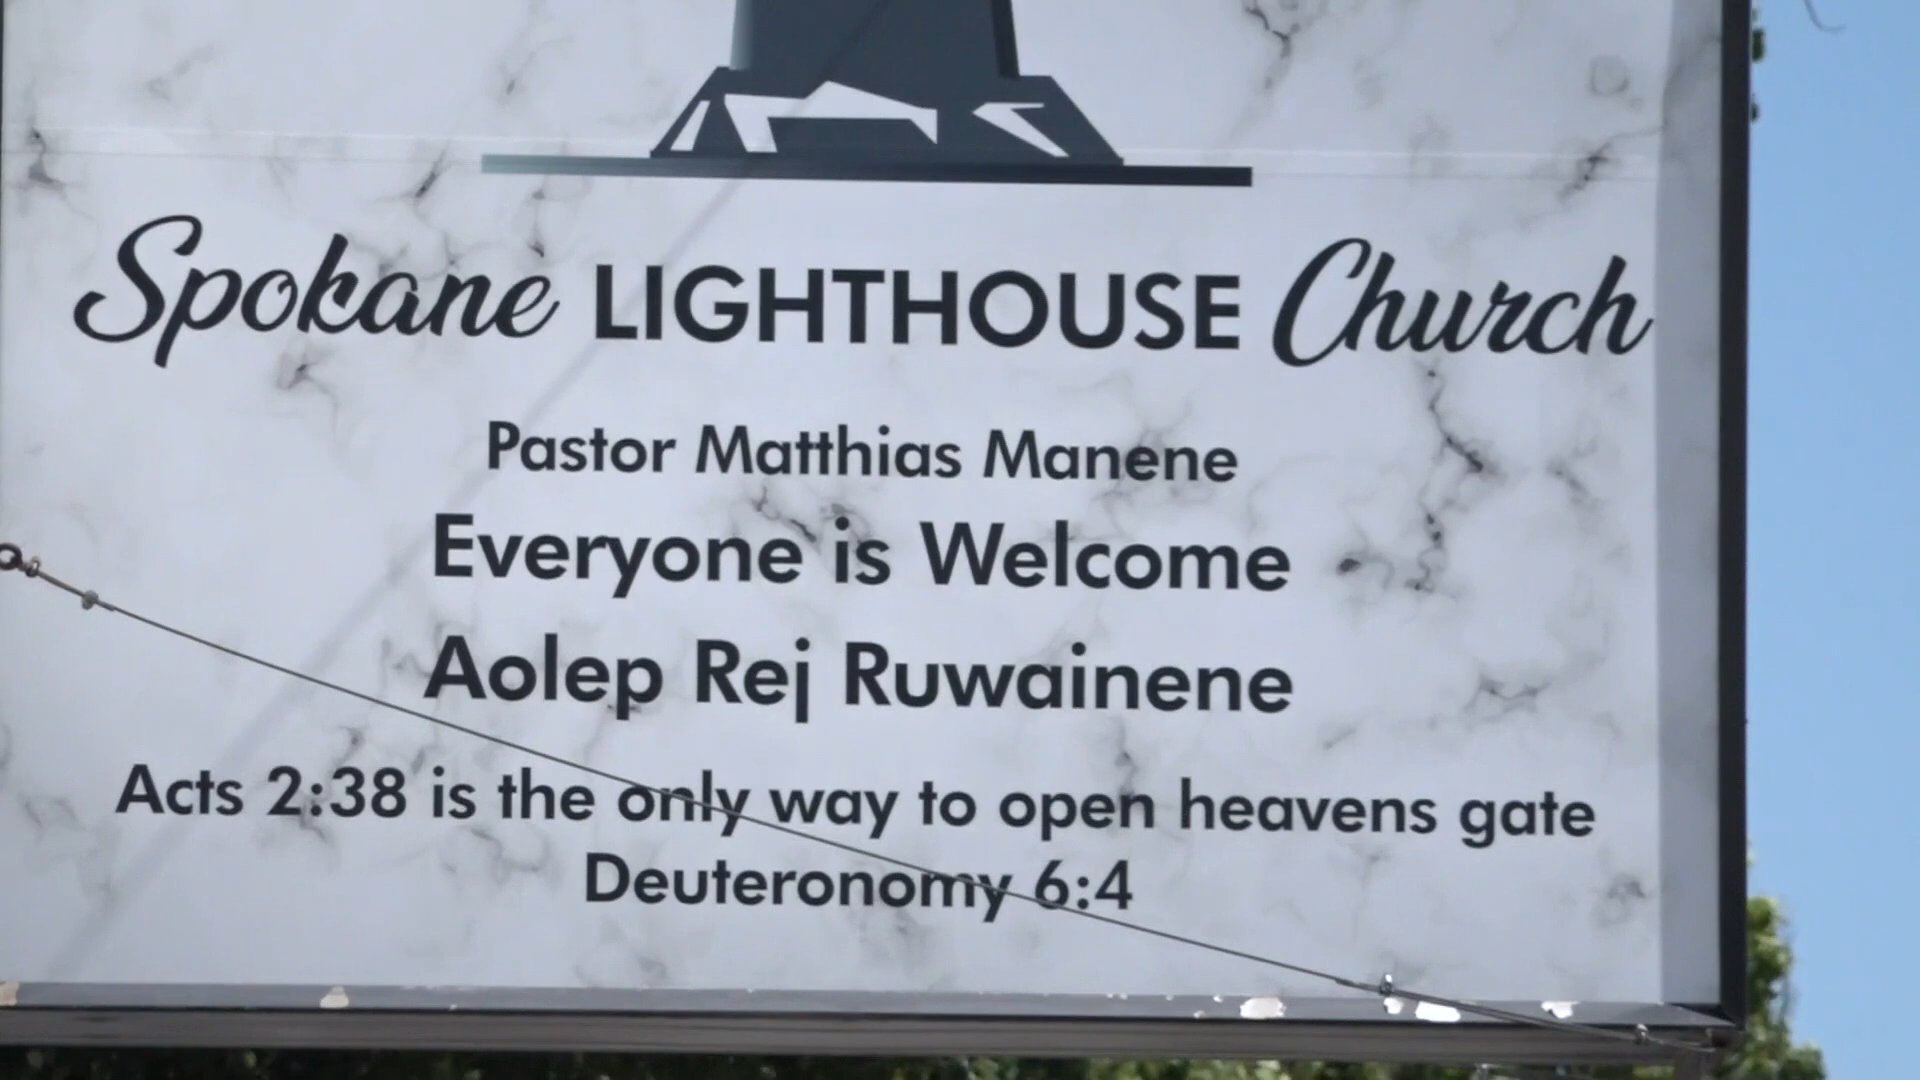 Spokane LIGHTHOUSE Church
Pastor Matthias Manene
Everyone is Welcome
Aolep Rej Ruwainene
Acts 2:38 is the only way to open heavens gate
Deuteronomy 6:4